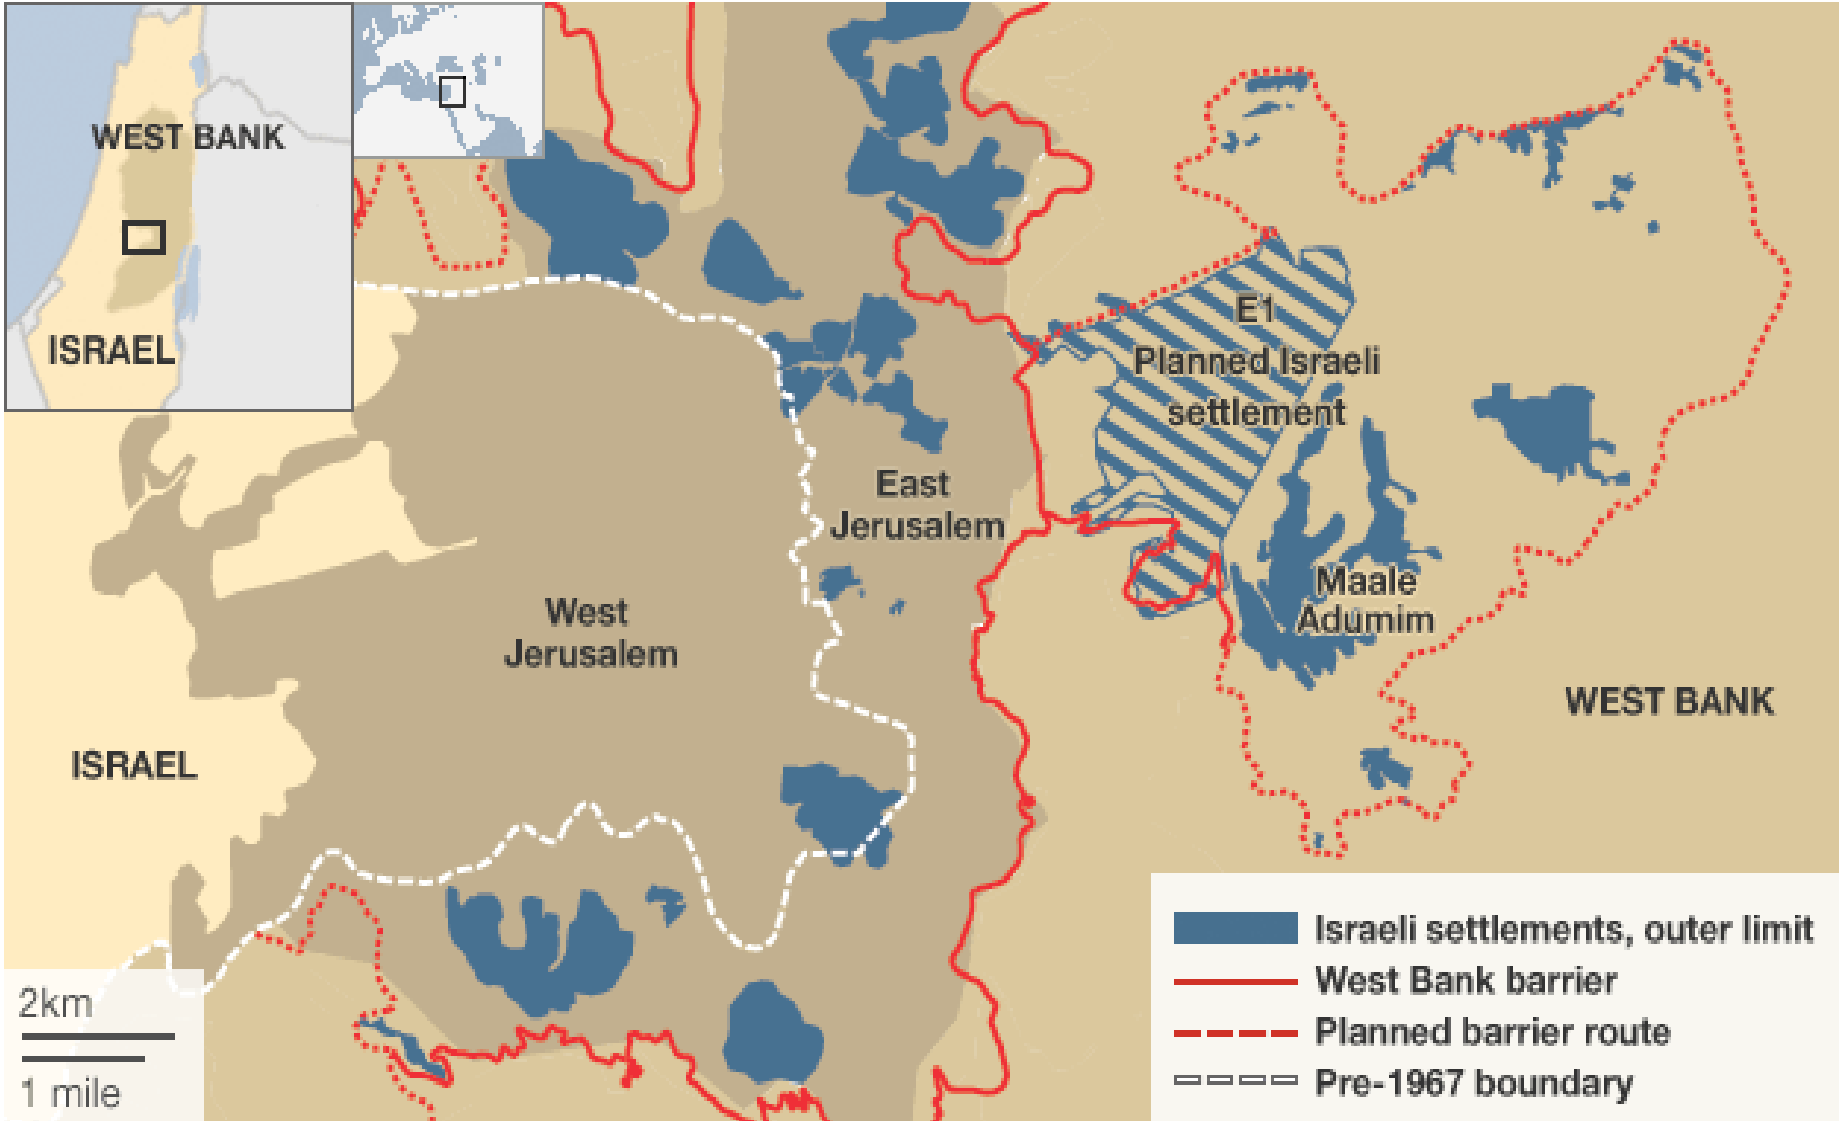 WEST BANK
ISRAEL
E1
Planned Israeli
settlement
East
Jerusalem
West
Jerusalem
Maale
Adumim
WEST BANK
ISRAEL
Israeli settlements, outer limit
West Bank barrier
Planned barrier route
Pre-1967 boundary
2km
1 mile